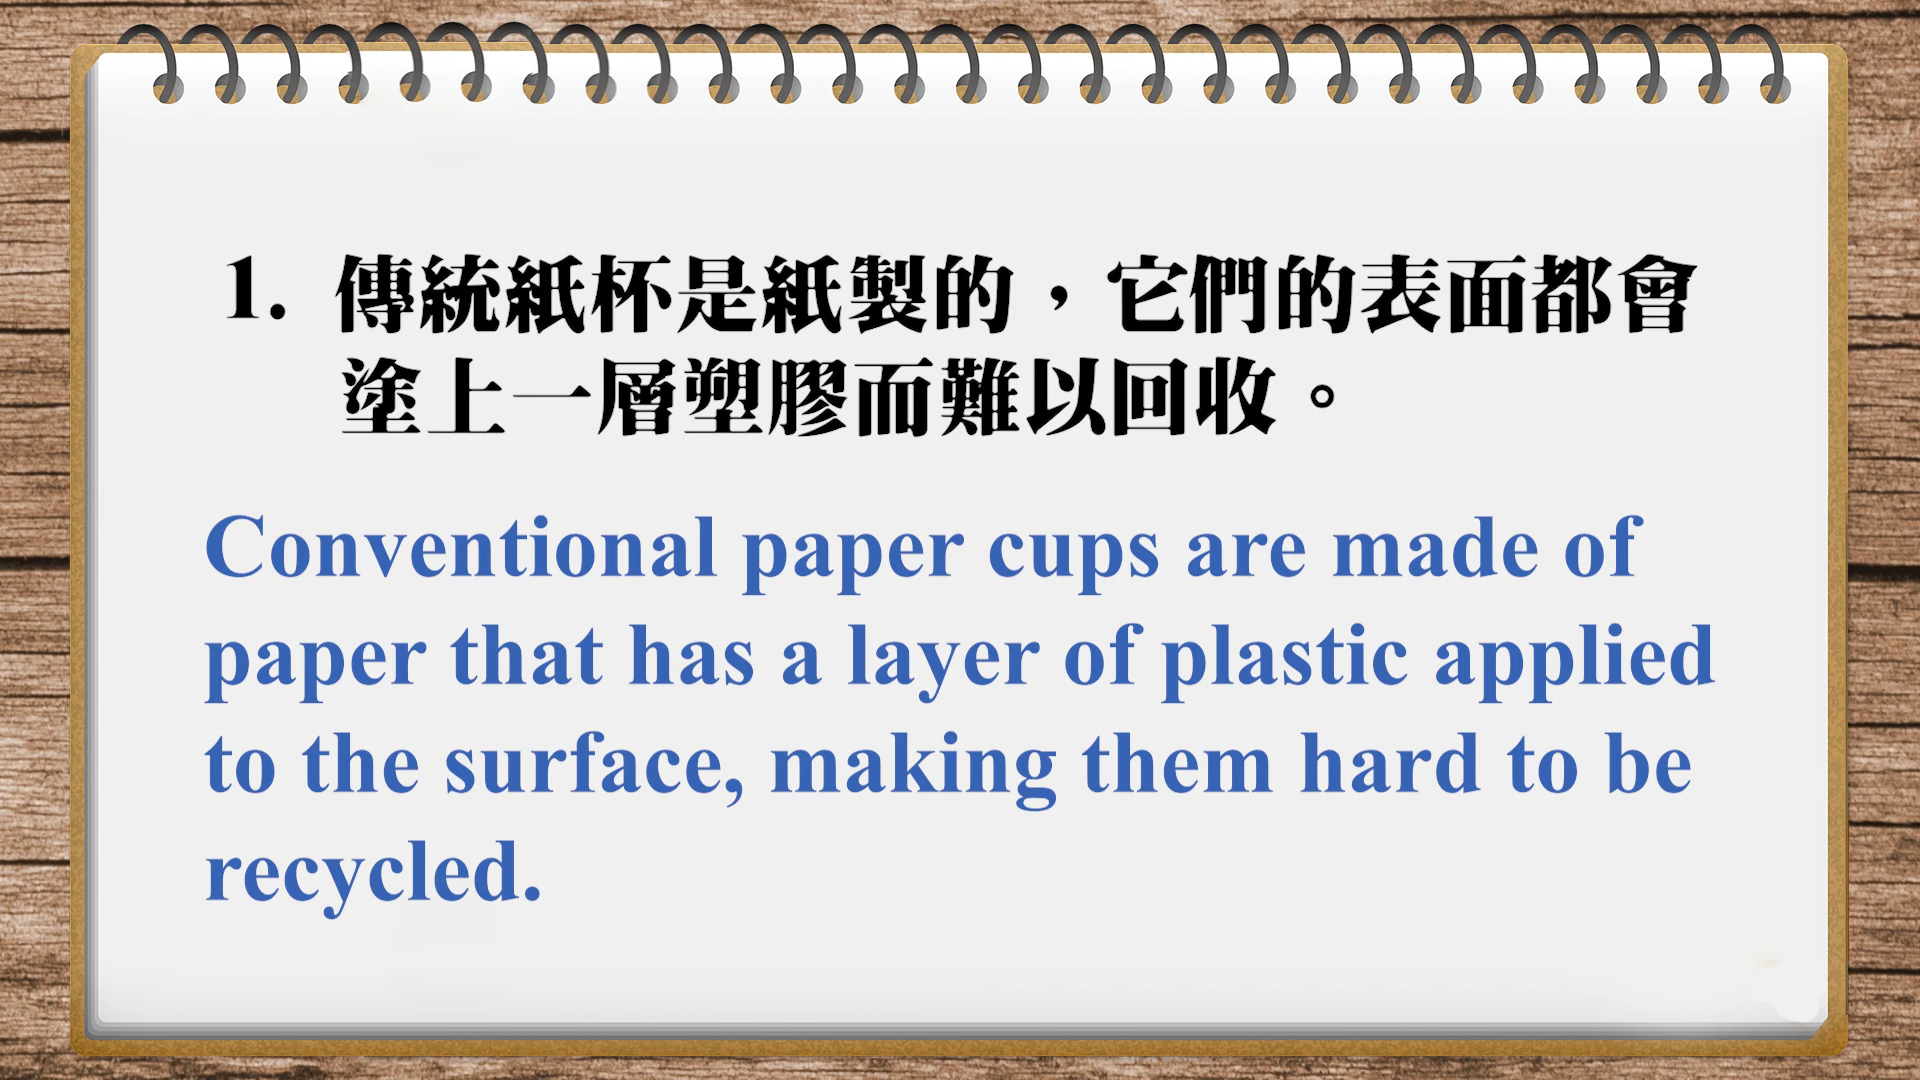 1. 傳統紙杯是紙製的，它們的表面都會
塗上一層塑膠而難以回收。
Conventional paper cups are made of
paper that has a layer of plastic applied
to the surface, making them hard to be
recycled.